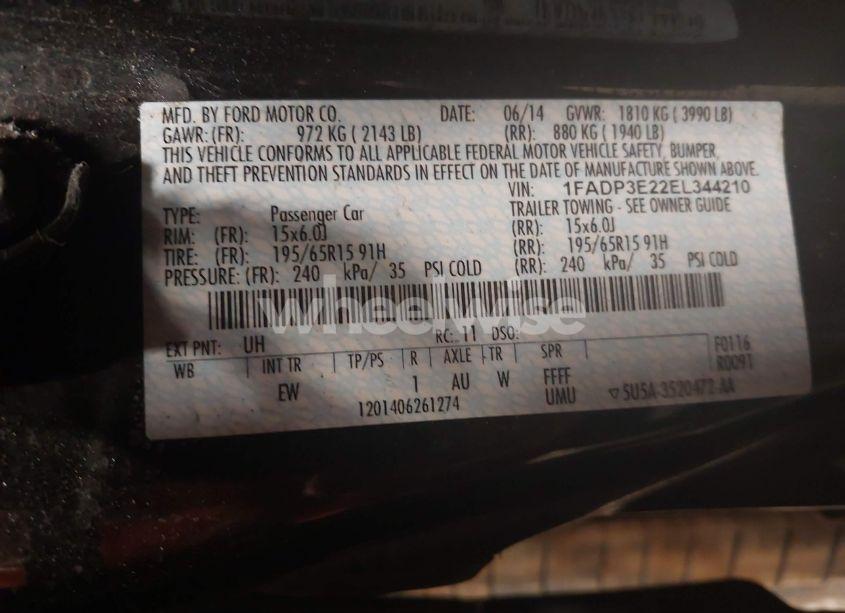 MFD. BY FORD MOTOR CO. DATE: 06/14 GVWR: 1810 KG ( 3990 LB)
GAWR:(FR): 972 KG ( 2143 LB) (RR): 880 KG ( 1940 LB)
THIS VEHICLE CONFORMS TO ALL APPLICABLE FEDERAL MOTOR VEHICLE SAFETY, BUMPER,
AND THEFT PREVENTION STANDARDS IN EFFECT ON THE DATE OF MANUFACTURE SHOWN ABOVE.
VIN: 1FADP3E22EL344210
TYPE: Passenger Car TRAILER TOWING - SEE OWNER GUIDE
RIM: (FR): 15x6.0J (RR): 15x6.0J
TIRE: (FR): 195/65R15 91H (RR): 195/65R15 91H
PRESSURE: (FR): 240 kPa/ 35 PSI COLD (RR): 240 kPa/ 35 PSI COLD
wheelwise
EXT PNT: UH RC: 11 DSO: F0116
WB INT TR TP/PS R AXLE TR SPR R0091
EW 1 AU W FFFF
1201406261274 UMU ▽ 5U5A-3520472-AA